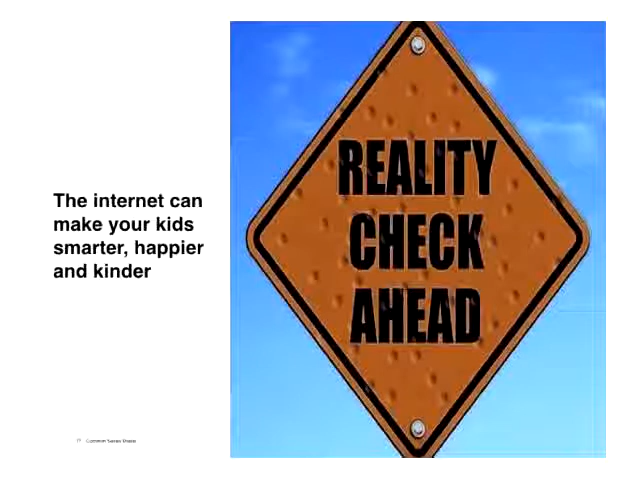 The internet can
make your kids
smarter, happier
and kinder
REALITY
CHECK
AHEAD